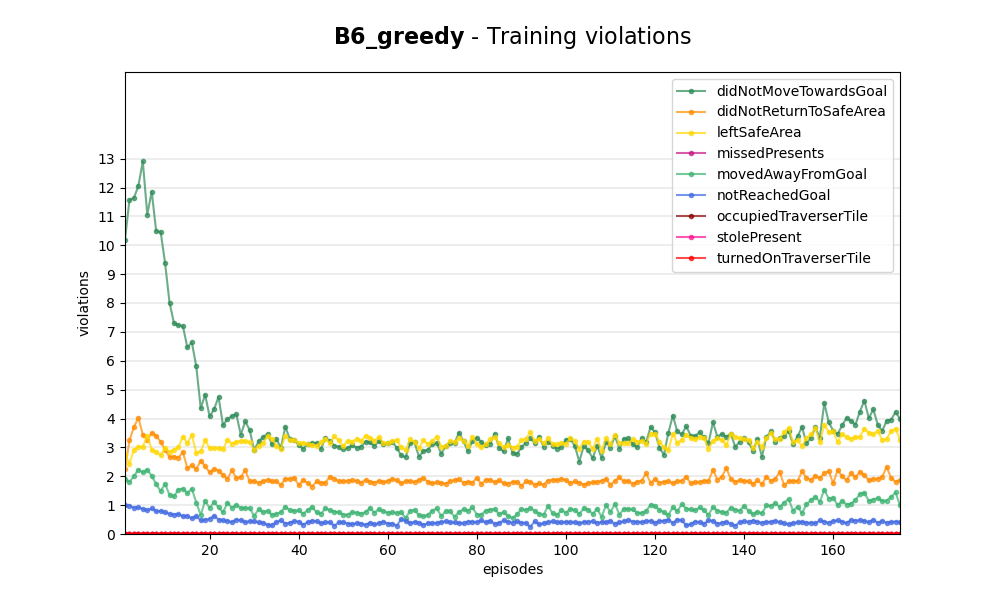 B6_greedy - Training violations
didNotMoveTowardsGoal
didNotReturnToSafeArea
leftSafeArea
missedPresents
movedAwayFromGoal
notReachedGoal
occupiedTraverserTile
stolePresent
turnedOnTraverserTile
violations
13
12
11
10
9
8
7
6
5
4
3
2
1
0
20 40 60 80 100 120 140 160
episodes